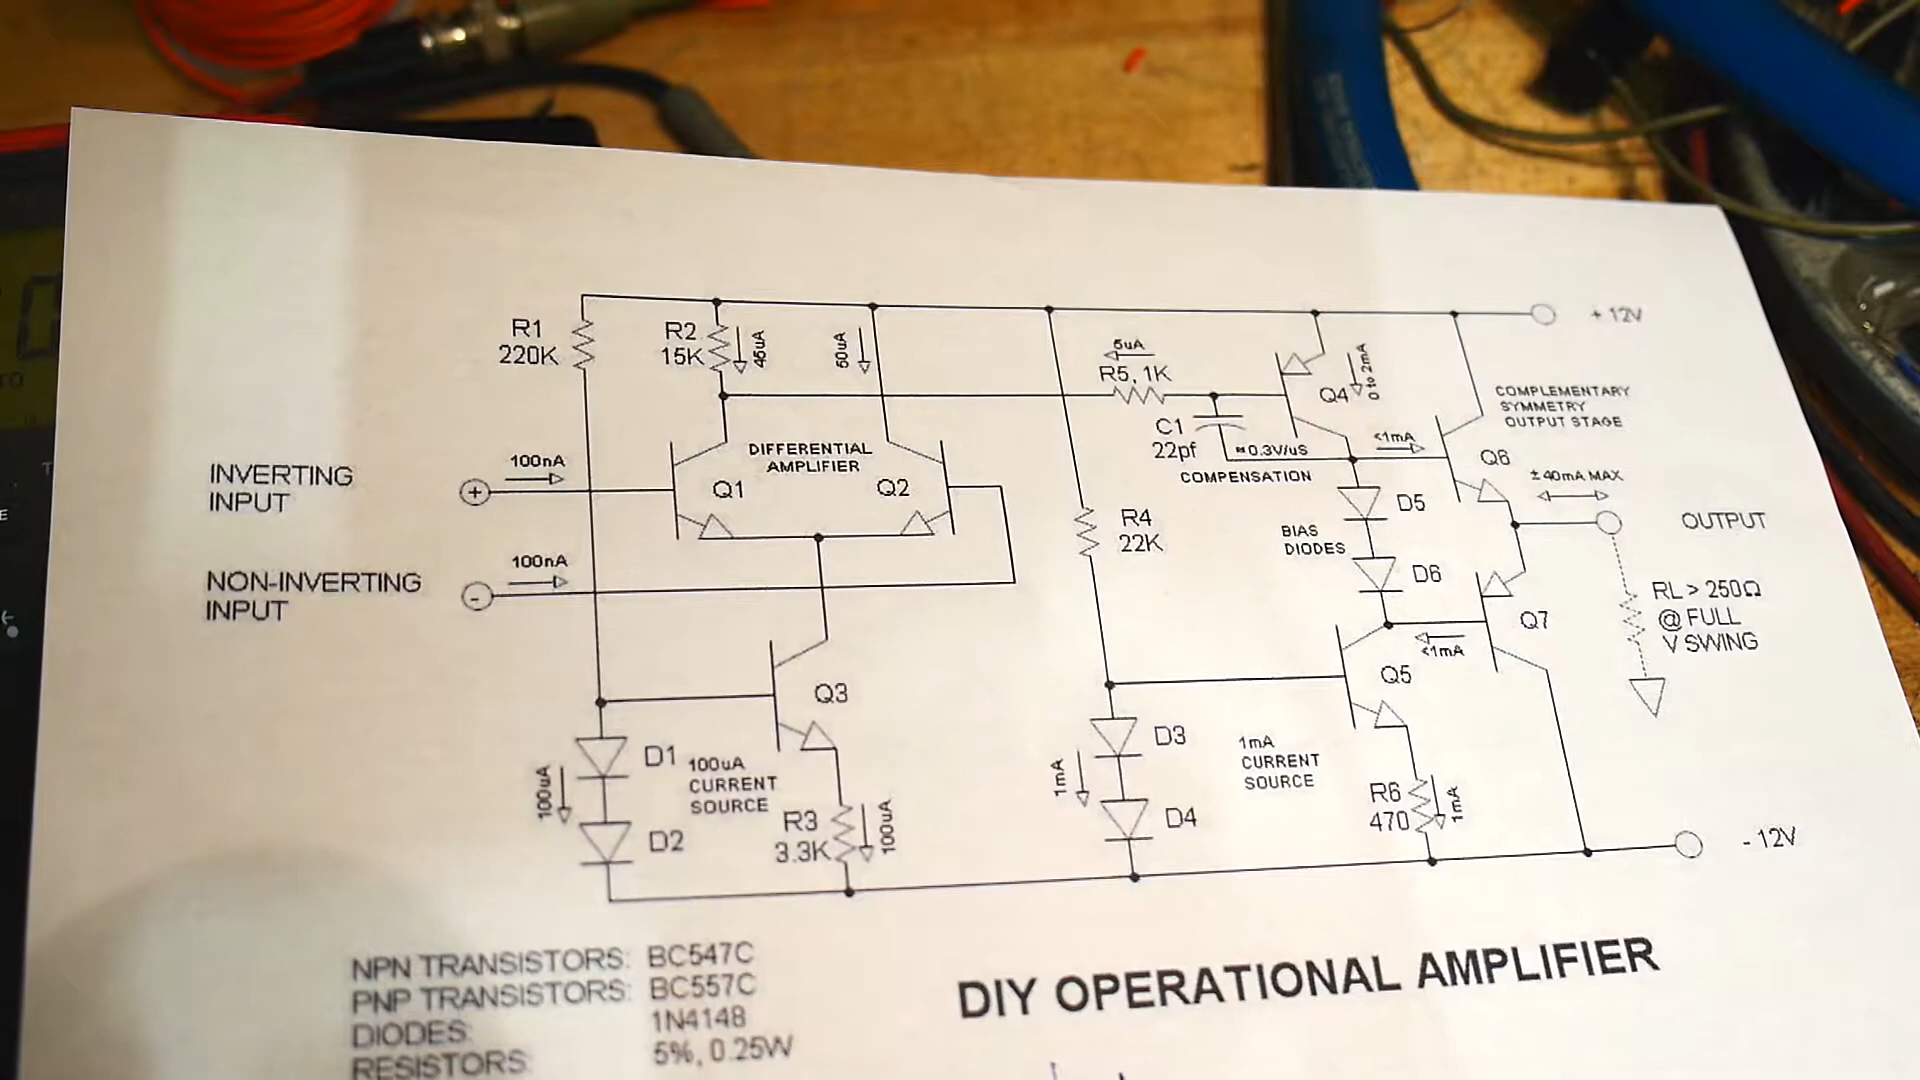 R1
220K
R2
15K
45uA
50uA
5uA
R5, 1K
Q4
0 to 2mA
+ 12V
COMPLEMENTARY
SYMMETRY
OUTPUT STAGE
C1
22pf
≈0.3V/uS
COMPENSATION
<1mA
Q6
± 40mA MAX
INVERTING
INPUT
100nA
+
DIFFERENTIAL
AMPLIFIER
Q1
Q2
R4
22K
D5
BIAS
DIODES
D6
OUTPUT
NON-INVERTING
INPUT
100nA
-
Q7
<1mA
RL > 250Ω
@ FULL
V SWING
Q3
Q5
D1
100uA
CURRENT
SOURCE
100uA
D2
R3
3.3K
100uA
D3
1mA
D4
1mA
CURRENT
SOURCE
R6
470
1mA
- 12V
NPN TRANSISTORS: BC547C
PNP TRANSISTORS: BC557C
DIODES: 1N4148
RESISTORS: 5%, 0.25W
DIY OPERATIONAL AMPLIFIER